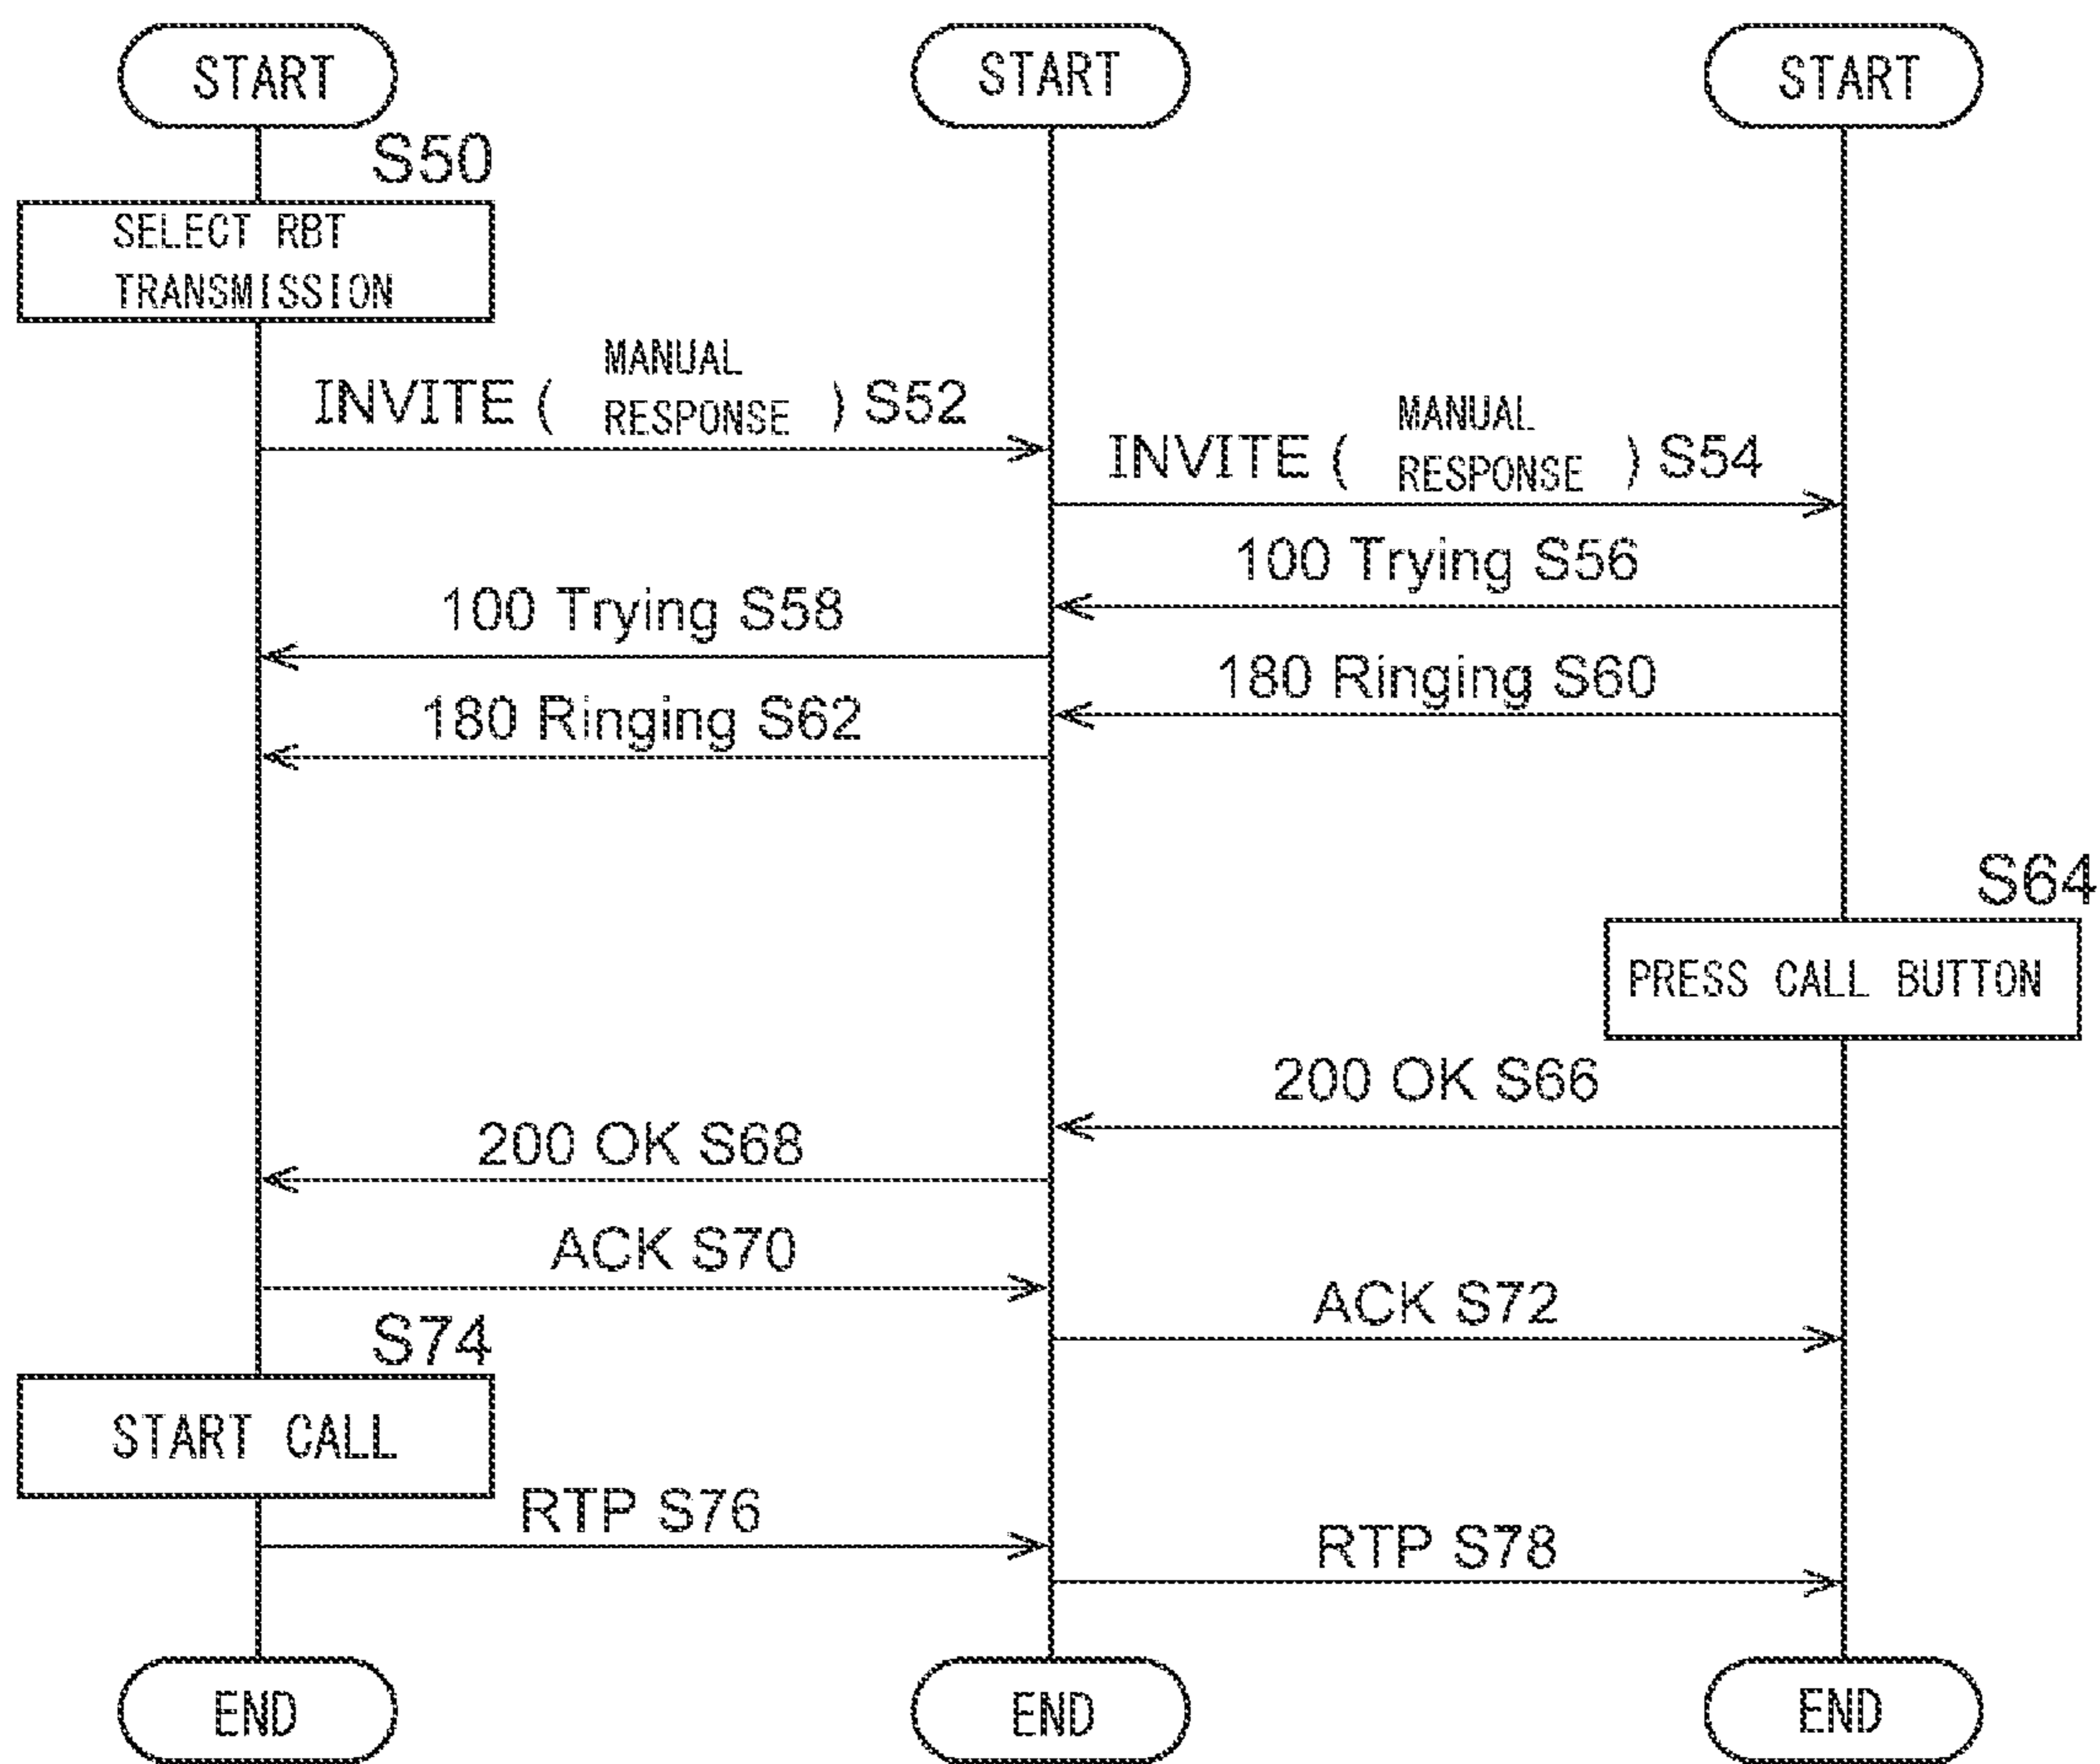 START START START
S50
SELECT RBT
TRANSMISSION
MANUAL
INVITE ( RESPONSE ) S52
MANUAL
INVITE ( RESPONSE ) S54
100 Trying S56
100 Trying S58
180 Ringing S60
180 Ringing S62
S64
PRESS CALL BUTTON
200 OK S66
200 OK S68
ACK S70
ACK S72
S74
START CALL
RTP S76
RTP S78
END END END